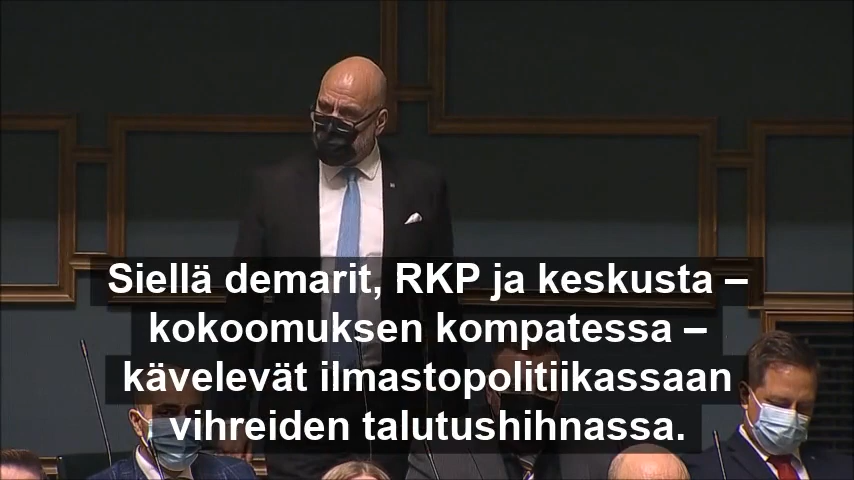 Siellä demarit, RKP ja keskusta –
kokoomuksen kompatessa –
kävelevät ilmastopolitiikassaan
vihreiden talutushihnassa.